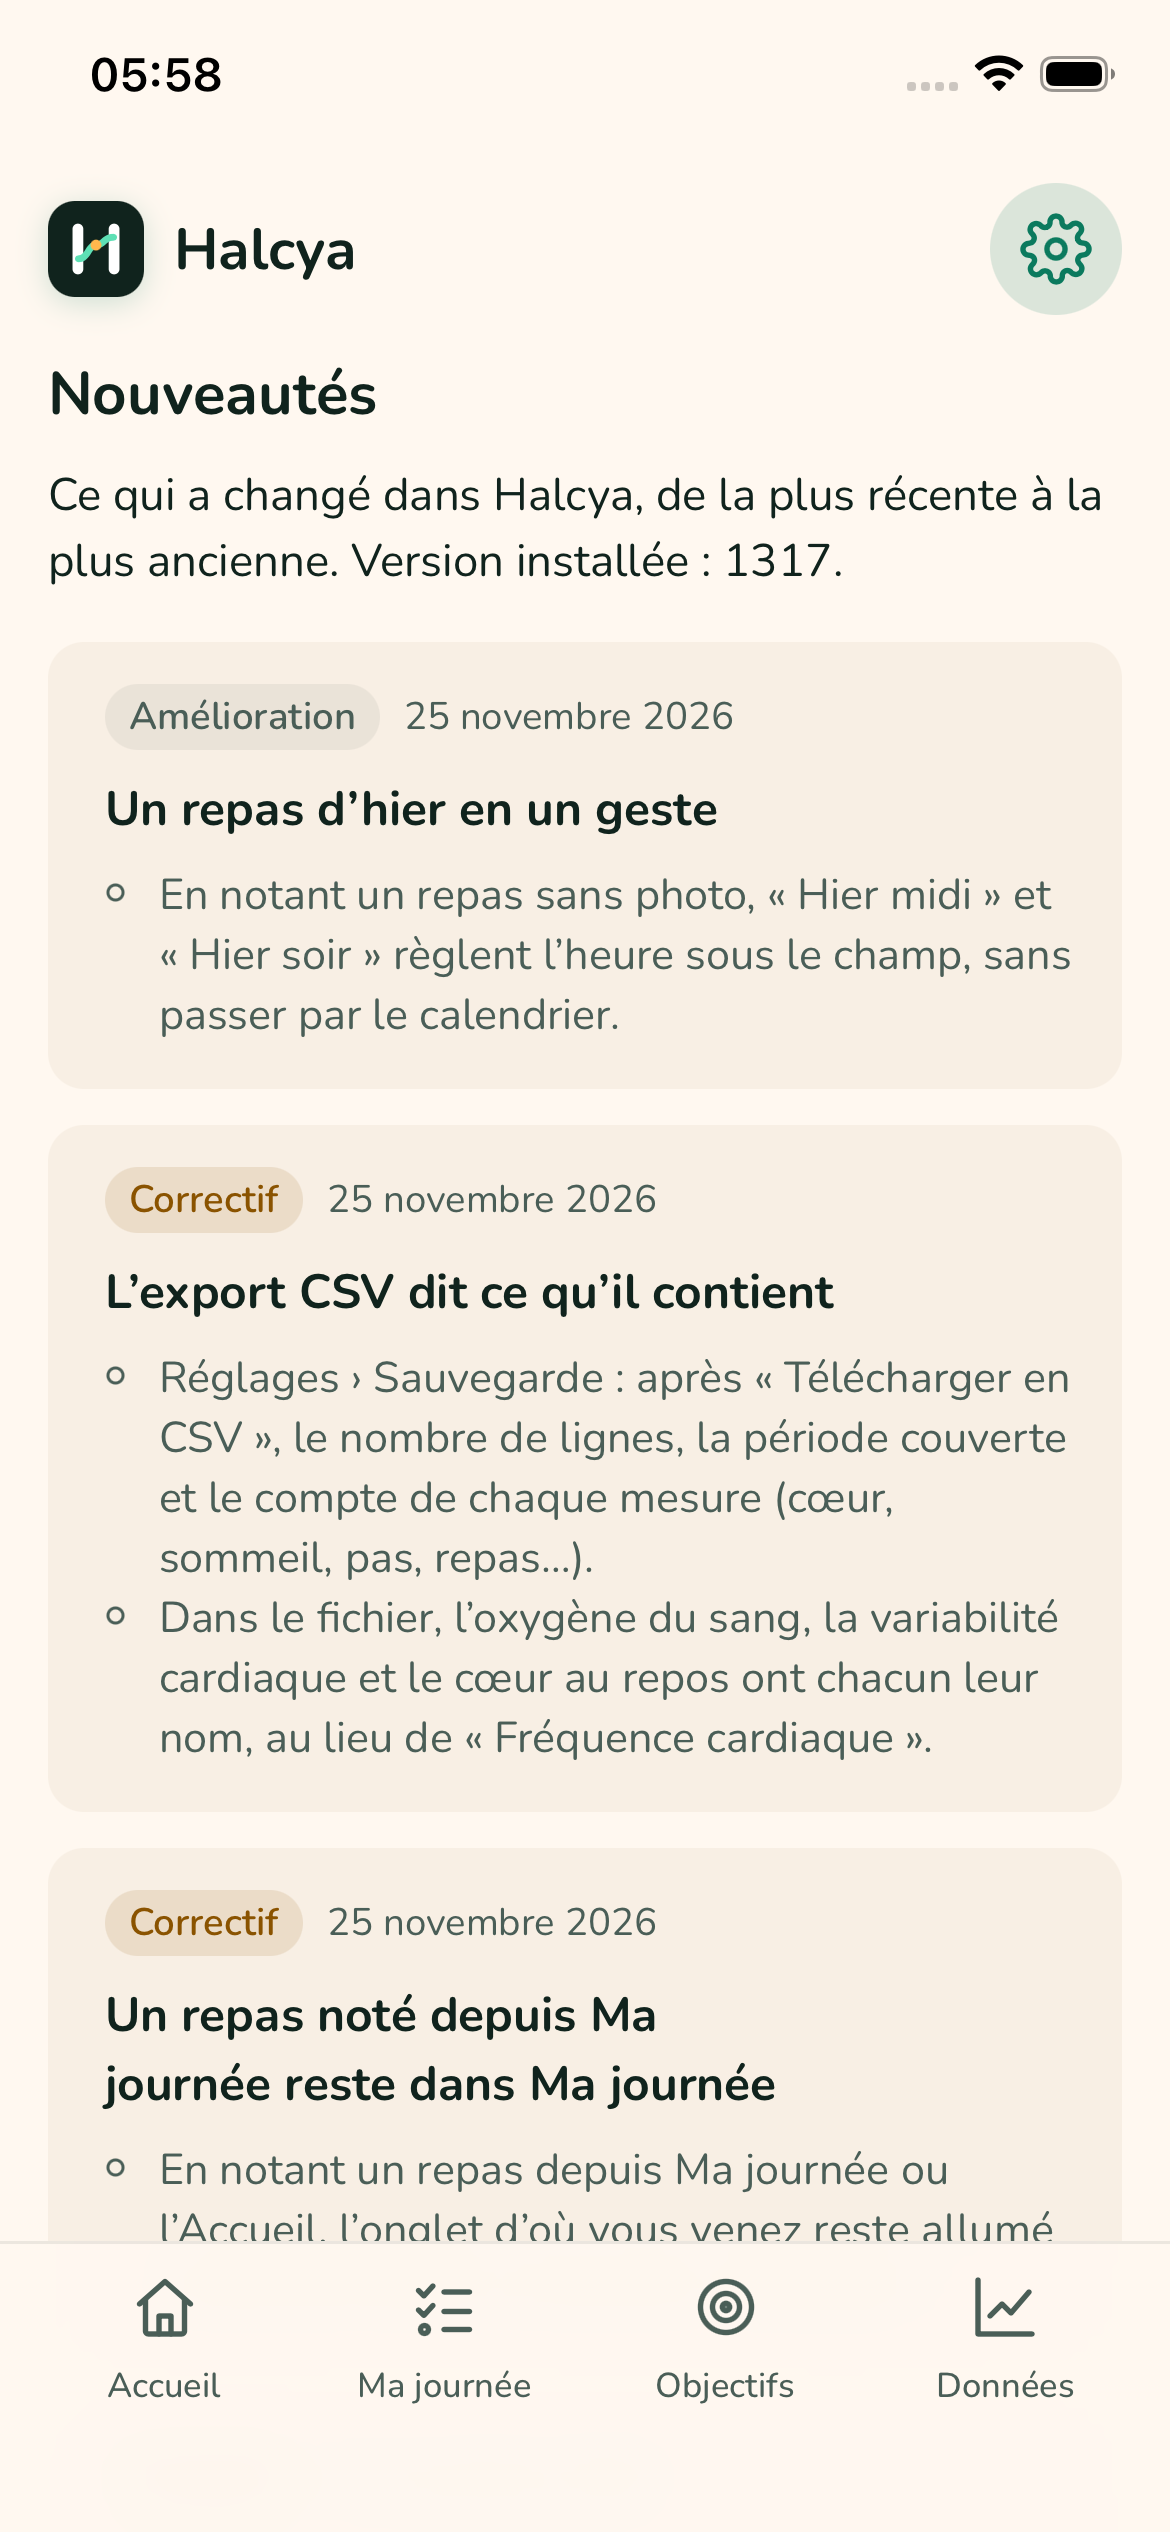 05:58
Halcya
Nouveautés
Ce qui a changé dans Halcya, de la plus récente à la
plus ancienne. Version installée : 1317.
Amélioration 25 novembre 2026
Un repas d’hier en un geste
En notant un repas sans photo, « Hier midi » et
« Hier soir » règlent l’heure sous le champ, sans
passer par le calendrier.
Correctif 25 novembre 2026
L’export CSV dit ce qu’il contient
Réglages › Sauvegarde : après « Télécharger en
CSV », le nombre de lignes, la période couverte
et le compte de chaque mesure (cœur,
sommeil, pas, repas…).
Dans le fichier, l’oxygène du sang, la variabilité
cardiaque et le cœur au repos ont chacun leur
nom, au lieu de « Fréquence cardiaque ».
Correctif 25 novembre 2026
Un repas noté depuis Ma
journée reste dans Ma journée
En notant un repas depuis Ma journée ou
l’Accueil, l’onglet d’où vous venez reste allumé
Accueil Ma journée Objectifs Données